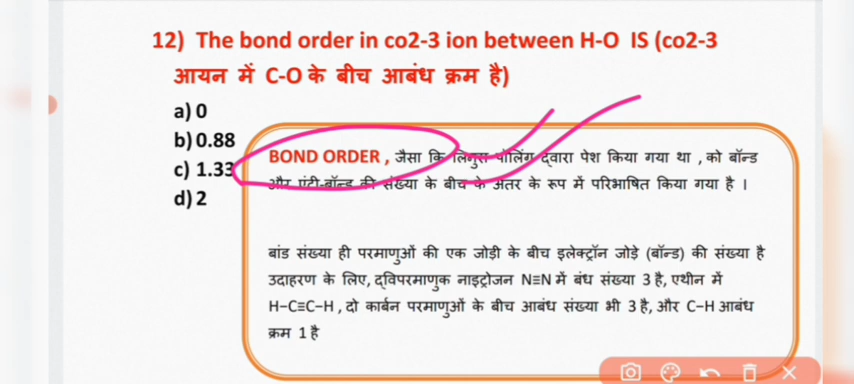 12) The bond order in co2-3 ion between H-O IS (co2-3
आयन में C-O के बीच आबंध क्रम है)
a) 0
b) 0.88
c) 1.33
d) 2
BOND ORDER , जैसा कि लिनुस पॉलिंग द्वारा पेश किया गया था , को बॉन्ड
और एंटी-बॉन्ड की संख्या के बीच के अंतर के रूप में परिभाषित किया गया है ।
बांड संख्या ही परमाणुओं की एक जोड़ी के बीच इलेक्ट्रॉन जोड़े (बॉन्ड) की संख्या है
उदाहरण के लिए, द्विपरमाणुक नाइट्रोजन N≡N में बंध संख्या 3 है, एथीन में
H−C≡C−H , दो कार्बन परमाणुओं के बीच आबंध संख्या भी 3 है, और C−H आबंध
क्रम 1 है